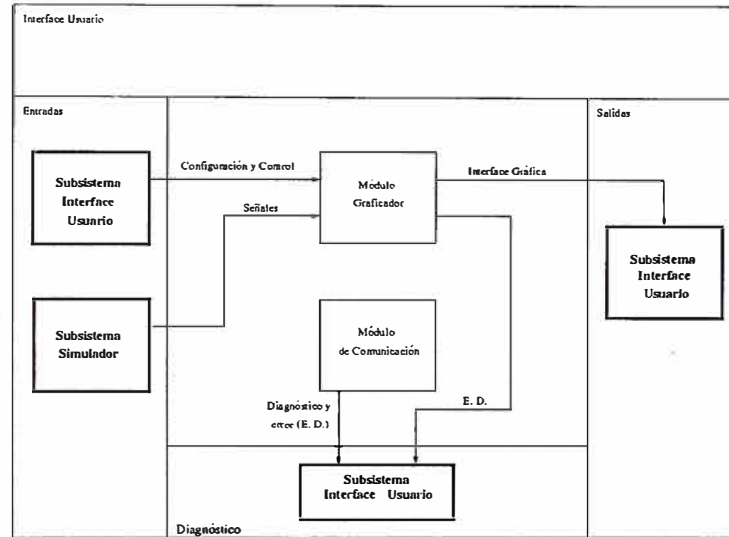 Interface Usuario
Entradas
Salidas
Configuración y Control
Interface Gráfica
Módulo
Graficador
Subsistema
Interface
Usuario
Señales
Subsistema
Interface
Usuario
Subsistema
Simulador
Módulo
de Comunicación
Diagnóstico y
error (E. D.)
E. D.
Subsistema
Interface Usuario
Diagnóstico